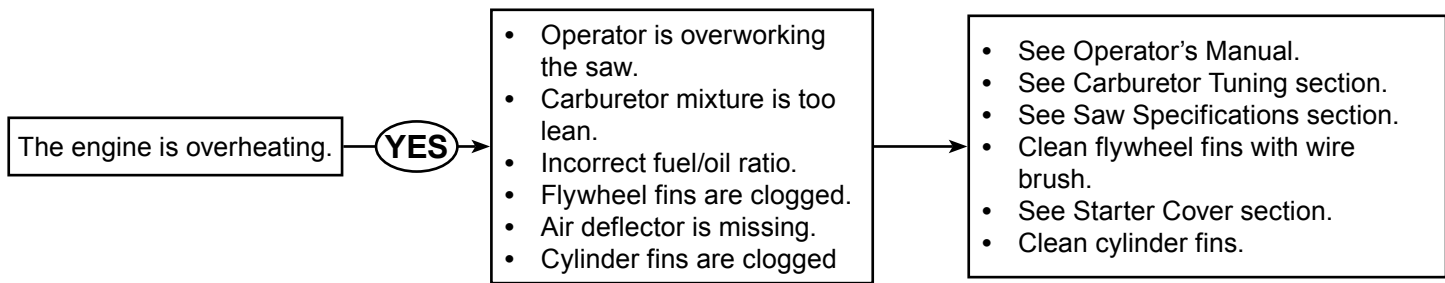 The engine is overheating.
YES
• Operator is overworking
the saw.
• Carburetor mixture is too
lean.
• Incorrect fuel/oil ratio.
• Flywheel fins are clogged.
• Air deflector is missing.
• Cylinder fins are clogged
• See Operator’s Manual.
• See Carburetor Tuning section.
• See Saw Specifications section.
• Clean flywheel fins with wire
brush.
• See Starter Cover section.
• Clean cylinder fins.